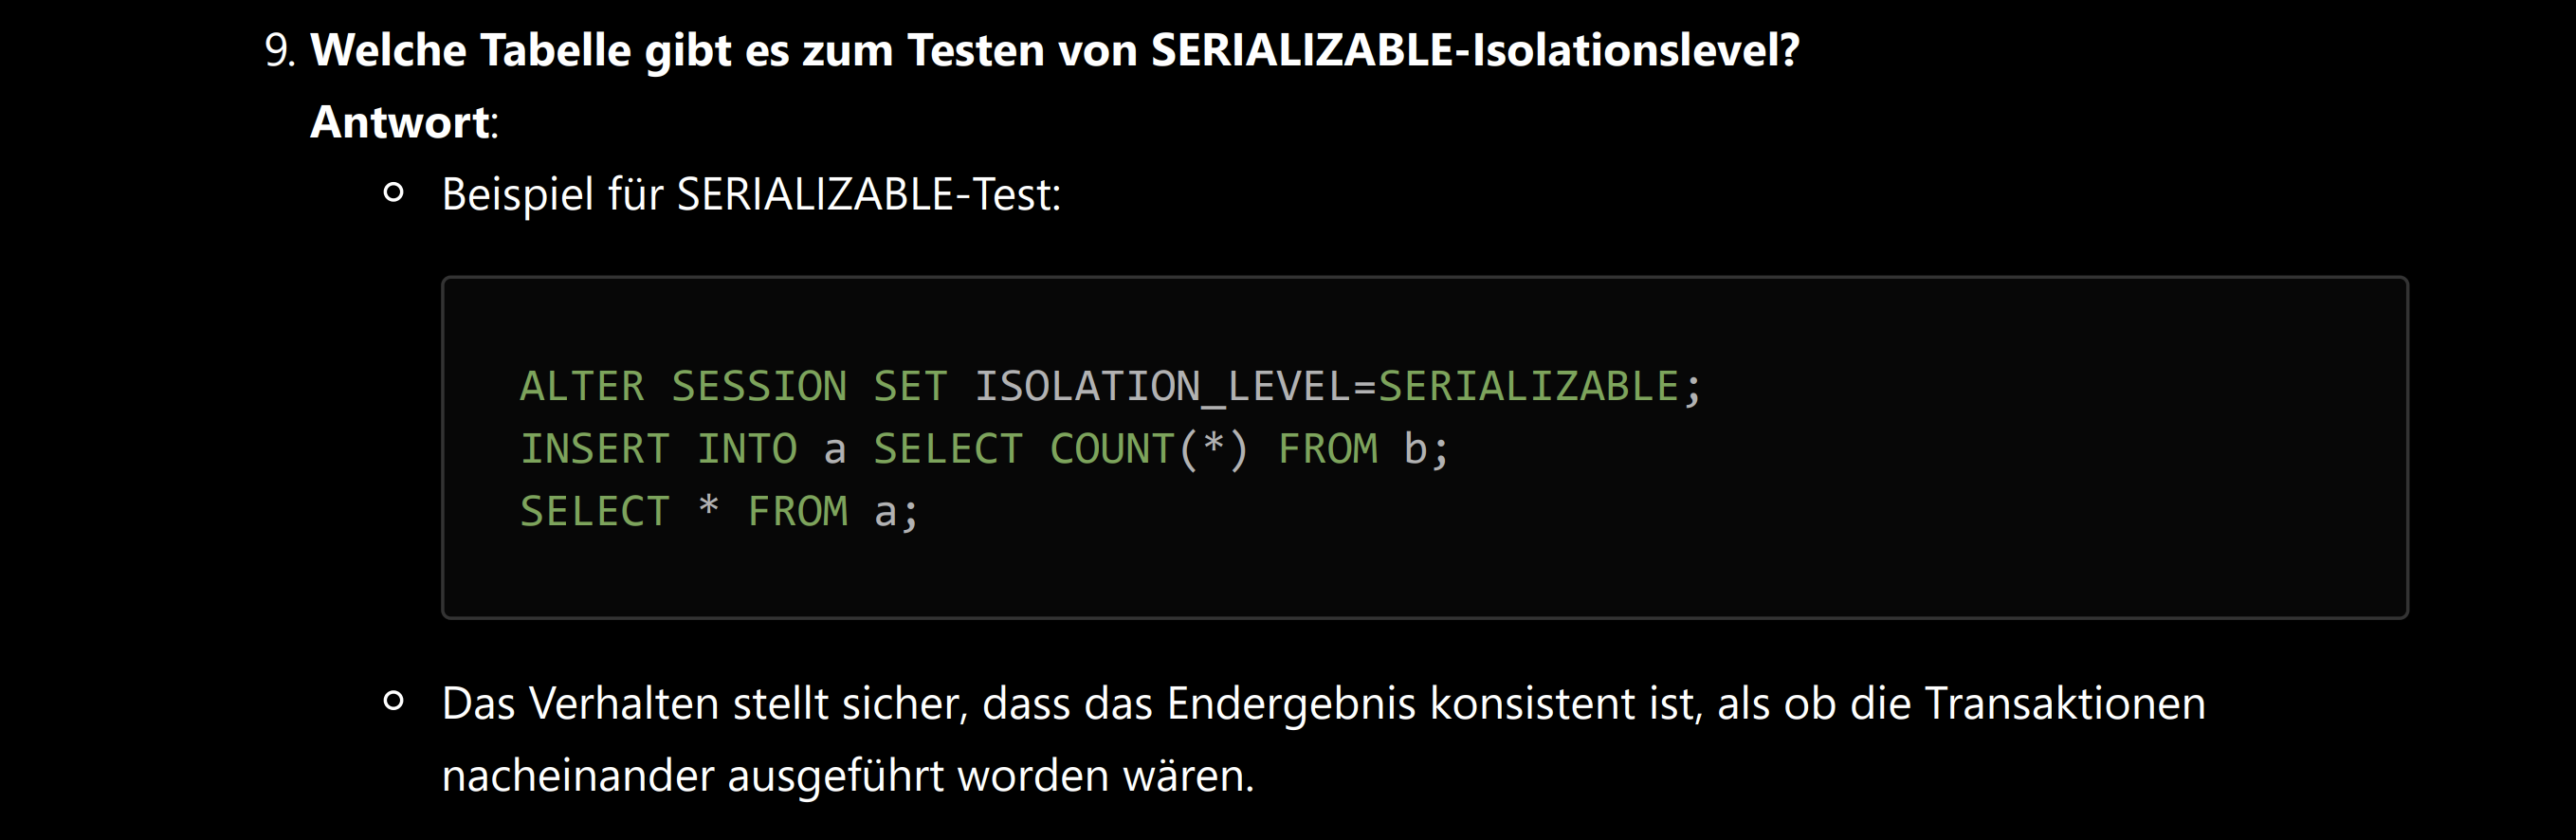 9. Welche Tabelle gibt es zum Testen von SERIALIZABLE-Isolationslevel?
Antwort:
Beispiel für SERIALIZABLE-Test:
ALTER SESSION SET ISOLATION_LEVEL=SERIALIZABLE;
INSERT INTO a SELECT COUNT(*) FROM b;
SELECT * FROM a;
Das Verhalten stellt sicher, dass das Endergebnis konsistent ist, als ob die Transaktionen
nacheinander ausgeführt worden wären.